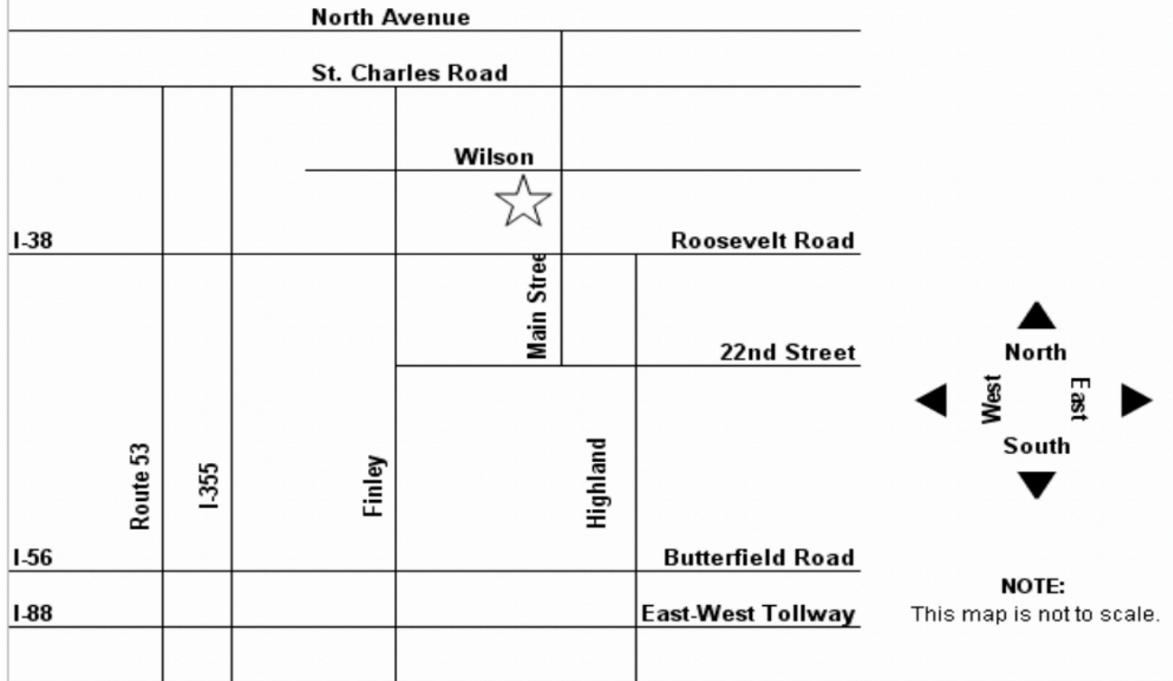 North Avenue
St. Charles Road
Wilson
I-38
Roosevelt Road
Main Stree
22nd Street
North
West
East
South
Route 53
I-355
Finley
Highland
I-56
Butterfield Road
I-88
East-West Tollway
NOTE:
This map is not to scale.